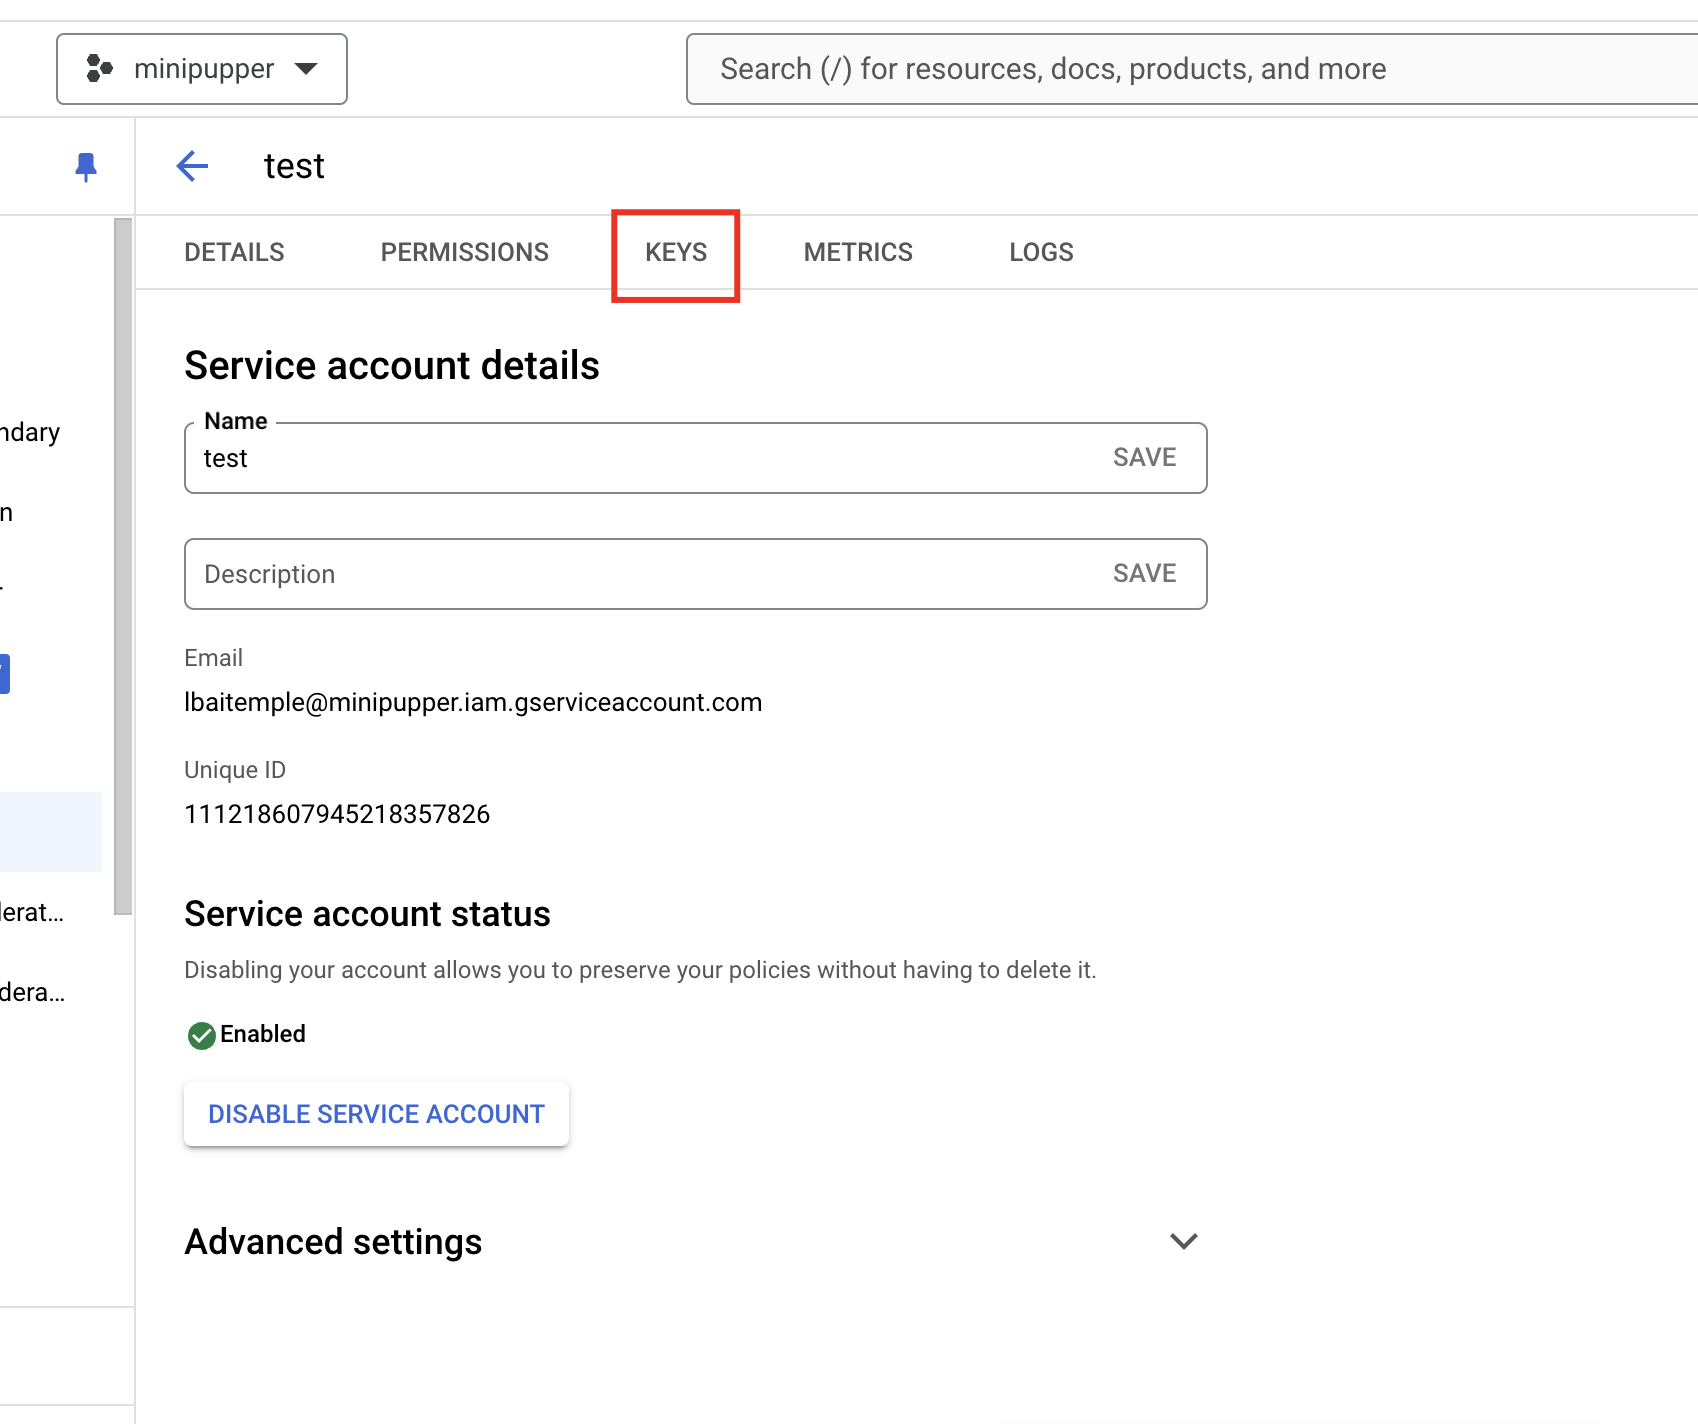 minipupper
Search (/) for resources, docs, products, and more
test
DETAILS PERMISSIONS KEYS METRICS LOGS
Service account details
Name
test SAVE
Description SAVE
Email
lbaitemple@minipupper.iam.gserviceaccount.com
Unique ID
111218607945218357826
Service account status
Disabling your account allows you to preserve your policies without having to delete it.
Enabled
DISABLE SERVICE ACCOUNT
Advanced settings
ndary
n
lerat...
dera...